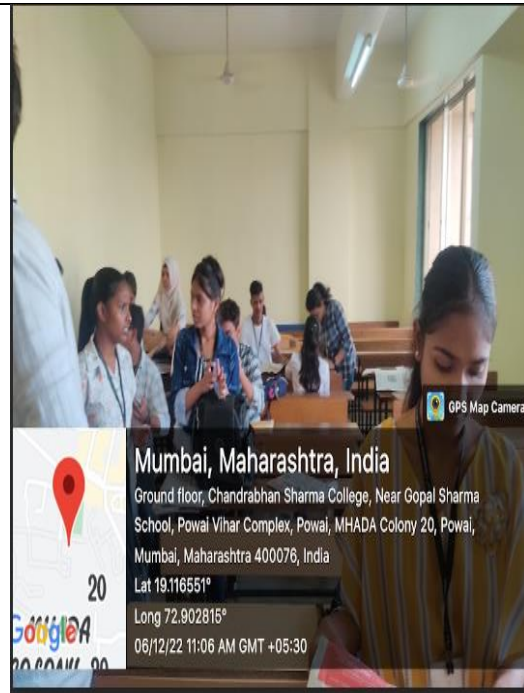 GPS Map Camera
Mumbai, Maharashtra, India
Ground floor, Chandrabhan Sharma College, Near Gopal Sharma
School, Powai Vihar Complex, Powai, MHADA Colony 20, Powai,
Mumbai, Maharashtra 400076, India
Lat 19.116551°
Long 72.902815°
06/12/22 11:06 AM GMT +05:30
20
Google